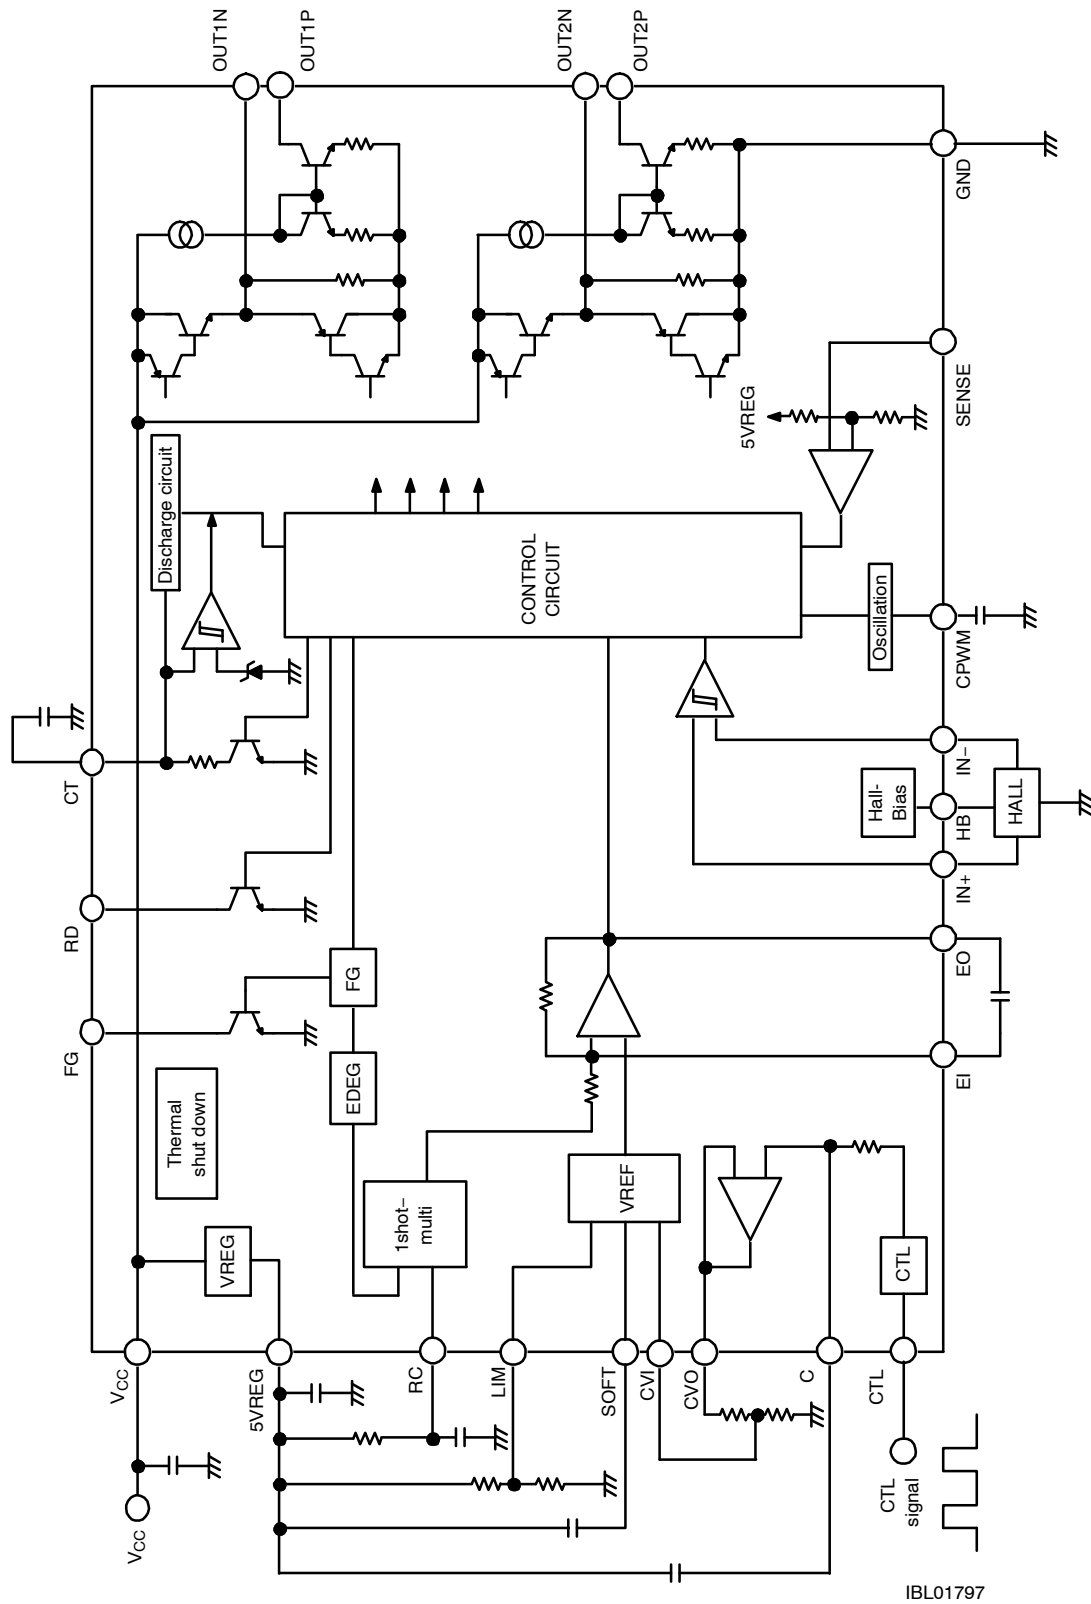 OUT1N
OUT1P
OUT2N
OUT2P
GND
SENSE
5VREG
Discharge circuit
CONTROL
CIRCUIT
Oscillation
CPWM
CT
IN−
Hall-
Bias
HB
HALL
IN+
RD
FG
EO
FG
EDEG
EI
Thermal
shut down
1shot−
multi
VREF
VREG
CTL
VCC
5VREG
RC
LIM
SOFT
CVI
CVO
C
CTL
VCC
CTL
signal
IBL01797